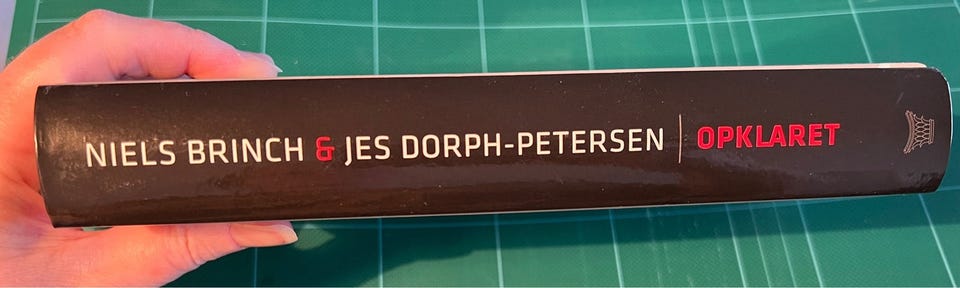 NIELS BRINCH & JES DORPH-PETERSEN | OPKLARET